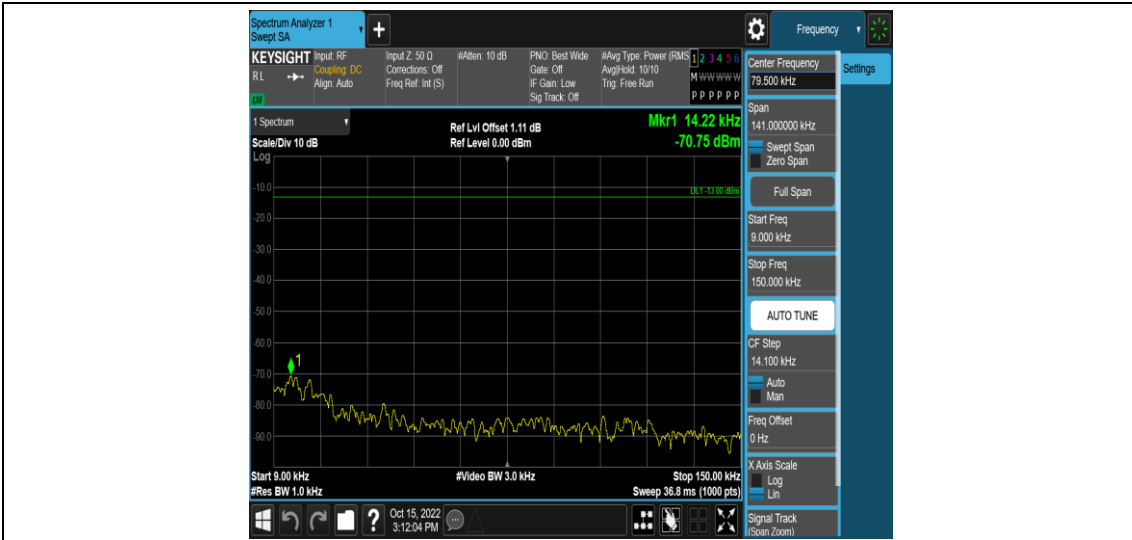 Spectrum Analyzer 1
Swept SA
+
Frequency
KEYSIGHT
RL
LXI
Input: RF
Coupling: DC
Align: Auto
Input Z: 50 Ω
Corrections: Off
Freq Ref: Int (S)
#Atten: 10 dB
PNO: Best Wide
Gate: Off
IF Gain: Low
Sig Track: Off
#Avg Type: Power (RMS
Avg|Hold: 10/10
Trig: Free Run
1 2 3 4 5 6
M W W W W W
P P P P P P
1 Spectrum
Scale/Div 10 dB
Log
Ref Lvl Offset 1.11 dB
Ref Level 0.00 dBm
Mkr1 14.22 kHz
-70.75 dBm
DL1 -13.00 dBm
-10.0
-20.0
-30.0
-40.0
-50.0
-60.0
-70.0
-80.0
-90.0
1
Start 9.00 kHz
#Res BW 1.0 kHz
#Video BW 3.0 kHz
Stop 150.00 kHz
Sweep 36.8 ms (1000 pts)
Center Frequency
79.500 kHz
Span
141.000000 kHz
Swept Span
Zero Span
Full Span
Start Freq
9.000 kHz
Stop Freq
150.000 kHz
AUTO TUNE
CF Step
14.100 kHz
Auto
Man
Freq Offset
0 Hz
X Axis Scale
Log
Lin
Signal Track
(Span Zoom)
Settings
?
Oct 15, 2022
3:12:04 PM